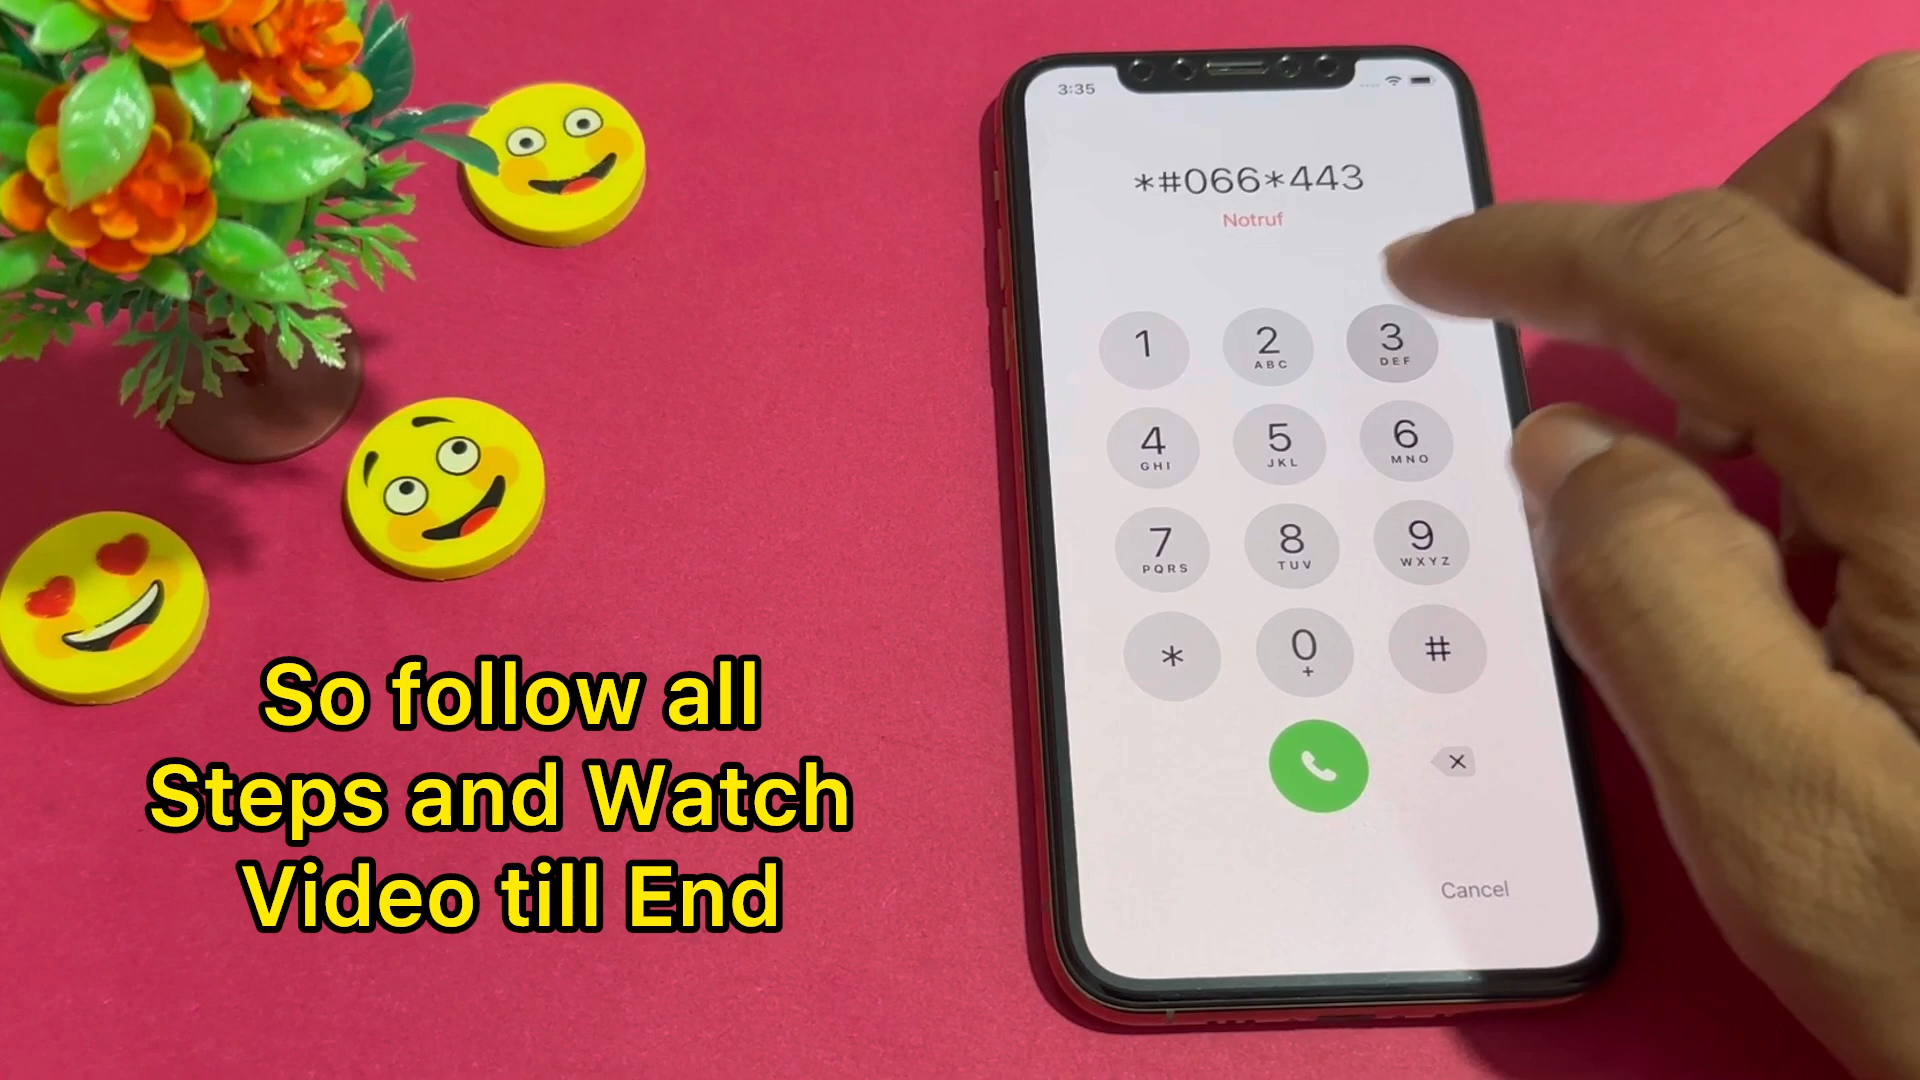 3:35
*#066*443
Notruf
1
2
ABC
3
DEF
4
GHI
5
JKL
6
MNO
7
PQRS
8
TUV
9
WXYZ
*
0
+
#
Cancel
So follow all
Steps and Watch
Video till End